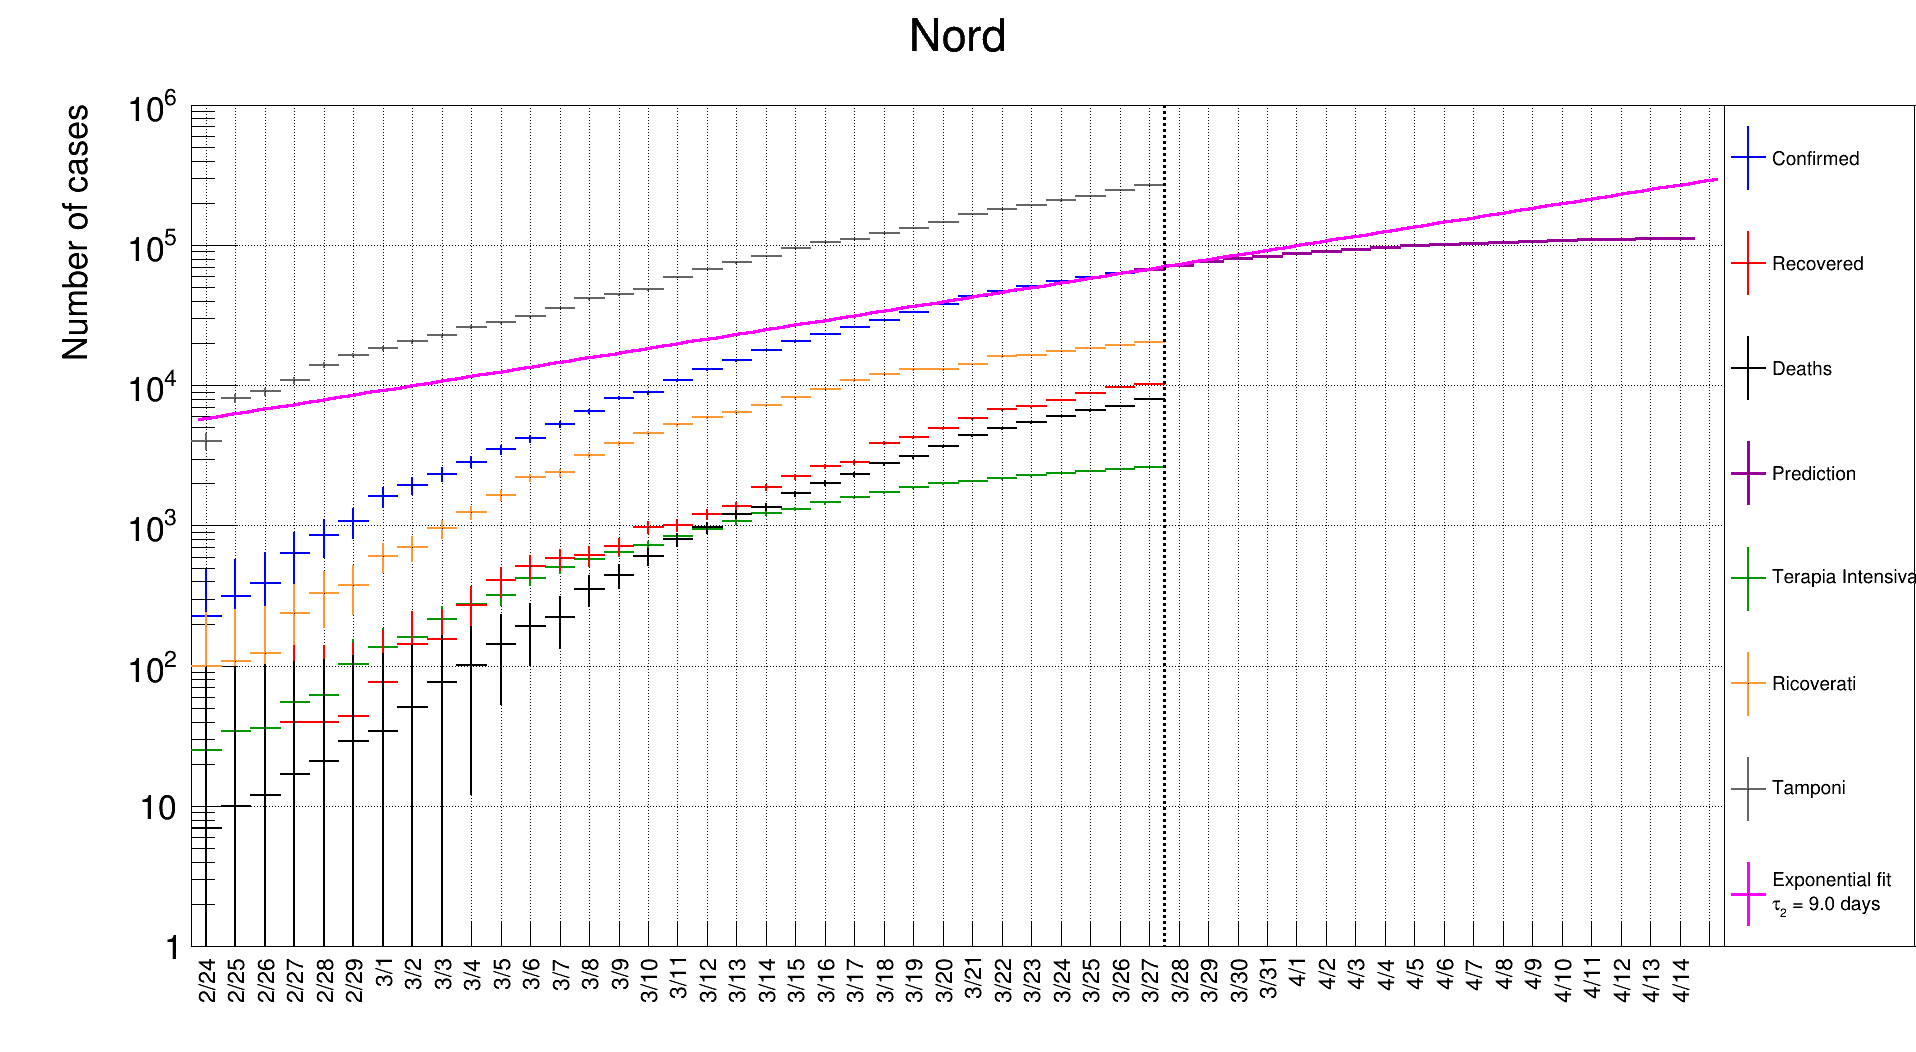 Nord
Number of cases
10^6
10^5
10^4
10^3
10^2
10
1
2/24 2/25 2/26 2/27 2/28 2/29 3/1 3/2 3/3 3/4 3/5 3/6 3/7 3/8 3/9 3/10 3/11 3/12 3/13 3/14 3/15 3/16 3/17 3/18 3/19 3/20 3/21 3/22 3/23 3/24 3/25 3/26 3/27 3/28 3/29 3/30 3/31 4/1 4/2 4/3 4/4 4/5 4/6 4/7 4/8 4/9 4/10 4/11 4/12 4/13 4/14
Confirmed
Recovered
Deaths
Prediction
Terapia Intensiva
Ricoverati
Tamponi
Exponential fit
τ₂ = 9.0 days